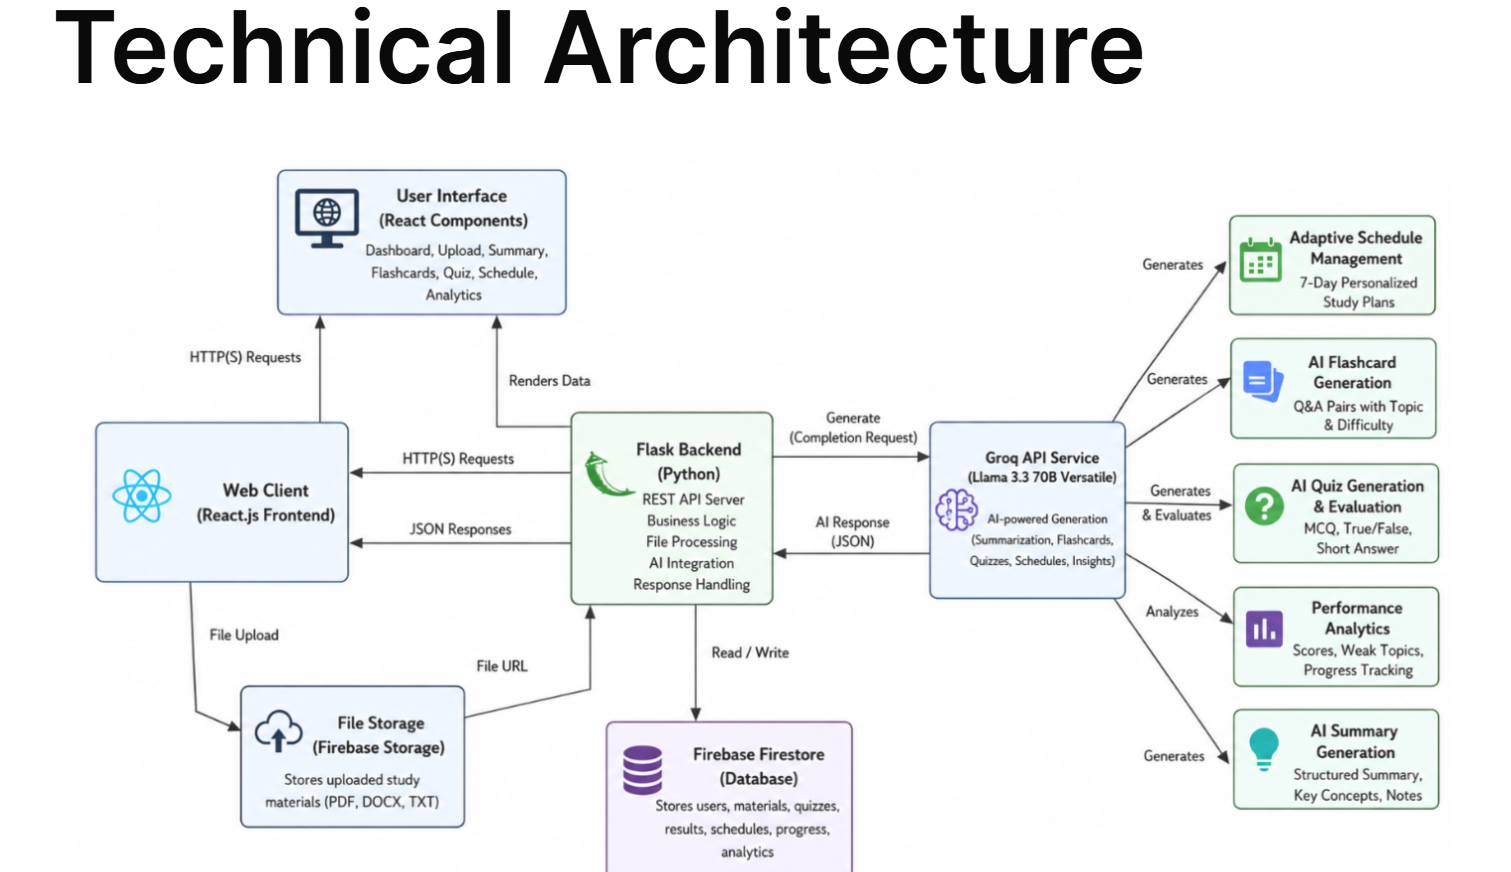 Technical Architecture
User Interface
(React Components)
Dashboard, Upload, Summary,
Flashcards, Quiz, Schedule,
Analytics
HTTP(S) Requests
Renders Data
Web Client
(React.js Frontend)
HTTP(S) Requests
JSON Responses
Flask Backend
(Python)
REST API Server
Business Logic
File Processing
AI Integration
Response Handling
Generate
(Completion Request)
AI Response
(JSON)
Groq API Service
(Llama 3.3 70B Versatile)
AI-powered Generation
(Summarization, Flashcards,
Quizzes, Schedules, Insights)
Generates
Adaptive Schedule
Management
7-Day Personalized
Study Plans
Generates
AI Flashcard
Generation
Q&A Pairs with Topic
& Difficulty
Generates
& Evaluates
AI Quiz Generation
& Evaluation
MCQ, True/False,
Short Answer
Analyzes
Performance
Analytics
Scores, Weak Topics,
Progress Tracking
Generates
AI Summary
Generation
Structured Summary,
Key Concepts, Notes
File Upload
File URL
Read / Write
File Storage
(Firebase Storage)
Stores uploaded study
materials (PDF, DOCX, TXT)
Firebase Firestore
(Database)
Stores users, materials, quizzes,
results, schedules, progress,
analytics